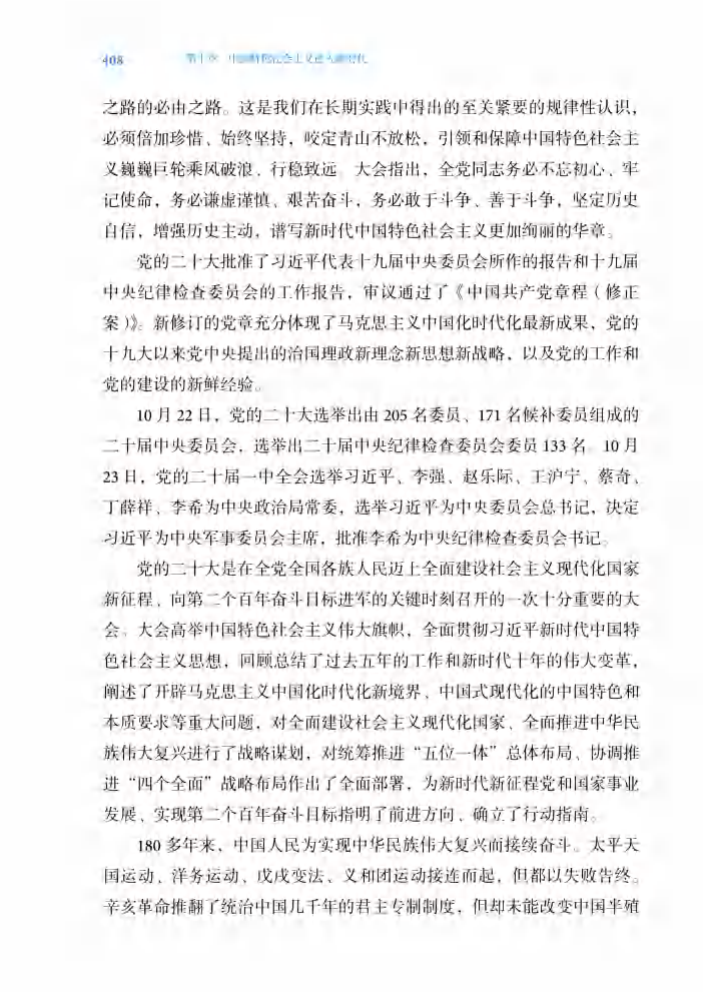 408 第十章 中国特色社会主义进入新时代
之路的必由之路。这是我们在长期实践中得出的至关紧要的规律性认识，
必须倍加珍惜、始终坚持，咬定青山不放松，引领和保障中国特色社会主
义巍巍巨轮乘风破浪、行稳致远。大会指出，全党同志务必不忘初心、牢
记使命，务必谦虚谨慎、艰苦奋斗，务必敢于斗争、善于斗争，坚定历史
自信，增强历史主动，谱写新时代中国特色社会主义更加绚丽的华章。
党的二十大批准了习近平代表十九届中央委员会所作的报告和十九届
中央纪律检查委员会的工作报告，审议通过了《中国共产党章程（修正
案）》。新修订的党章充分体现了马克思主义中国化时代化最新成果，党的
十九大以来党中央提出的治国理政新理念新思想新战略，以及党的工作和
党的建设的新鲜经验。
10 月 22 日，党的二十大选举出由 205 名委员、171 名候补委员组成的
二十届中央委员会，选举出二十届中央纪律检查委员会委员 133 名。10 月
23 日，党的二十届一中全会选举习近平、李强、赵乐际、王沪宁、蔡奇、
丁薛祥、李希为中央政治局常委，选举习近平为中央委员会总书记，决定
习近平为中央军事委员会主席，批准李希为中央纪律检查委员会书记。
党的二十大是在全党全国各族人民迈上全面建设社会主义现代化国家
新征程、向第二个百年奋斗目标进军的关键时刻召开的一次十分重要的大
会。大会高举中国特色社会主义伟大旗帜，全面贯彻习近平新时代中国特
色社会主义思想，回顾总结了过去五年的工作和新时代十年的伟大变革，
阐述了开辟马克思主义中国化时代化新境界、中国式现代化的中国特色和
本质要求等重大问题，对全面建设社会主义现代化国家、全面推进中华民
族伟大复兴进行了战略谋划，对统筹推进“五位一体”总体布局、协调推
进“四个全面”战略布局作出了全面部署，为新时代新征程党和国家事业
发展、实现第二个百年奋斗目标指明了前进方向、确立了行动指南。
180 多年来，中国人民为实现中华民族伟大复兴而接续奋斗。太平天
国运动、洋务运动、戊戌变法、义和团运动接连而起，但都以失败告终。
辛亥革命推翻了统治中国几千年的君主专制制度，但却未能改变中国半殖